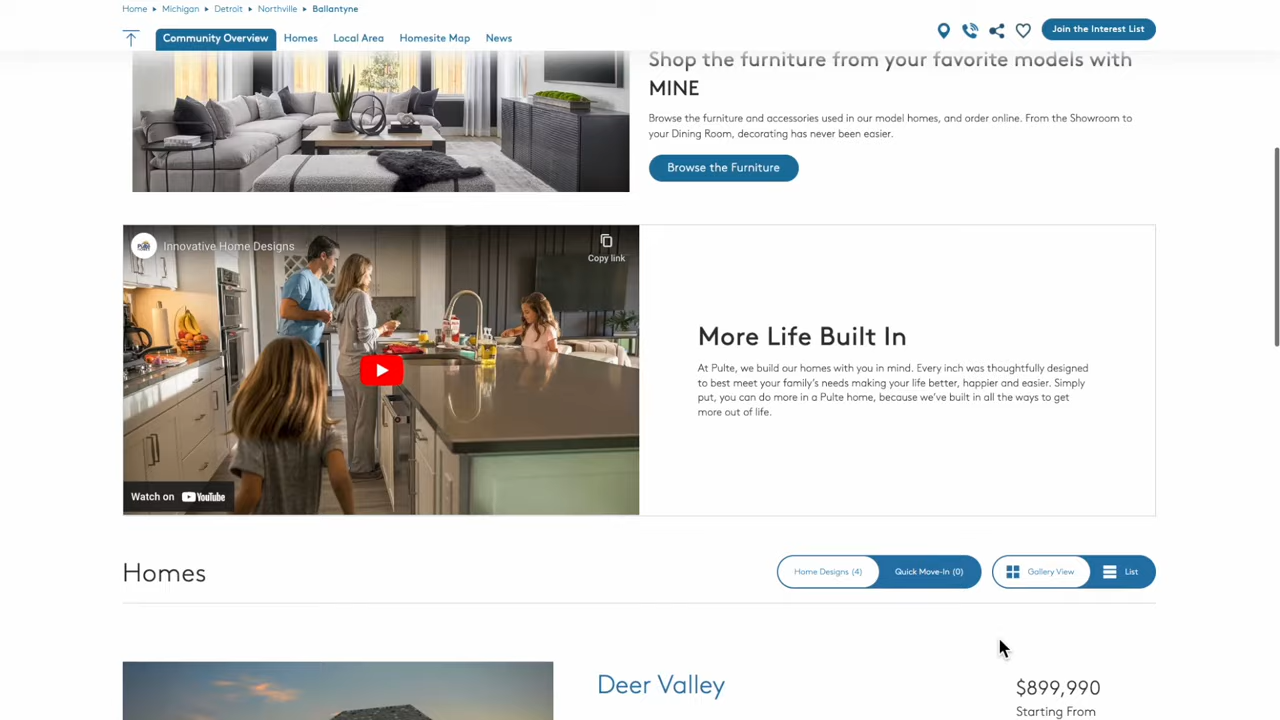 Home ▸ Michigan ▸ Detroit ▸ Northville ▸ Ballantyne
Community Overview Homes Local Area Homesite Map News
Join the Interest List
Shop the furniture from your favorite models with
MINE
Browse the furniture and accessories used in our model homes, and order online. From the Showroom to
your Dining Room, decorating has never been easier.
Browse the Furniture
Innovative Home Designs
Copy link
Watch on YouTube
More Life Built In
At Pulte, we build our homes with you in mind. Every inch was thoughtfully designed
to best meet your family's needs making your life better, happier and easier. Simply
put, you can do more in a Pulte home, because we've built in all the ways to get
more out of life.
Homes
Home Designs (4) Quick Move-In (0) Gallery View List
Deer Valley
$899,990
Starting From